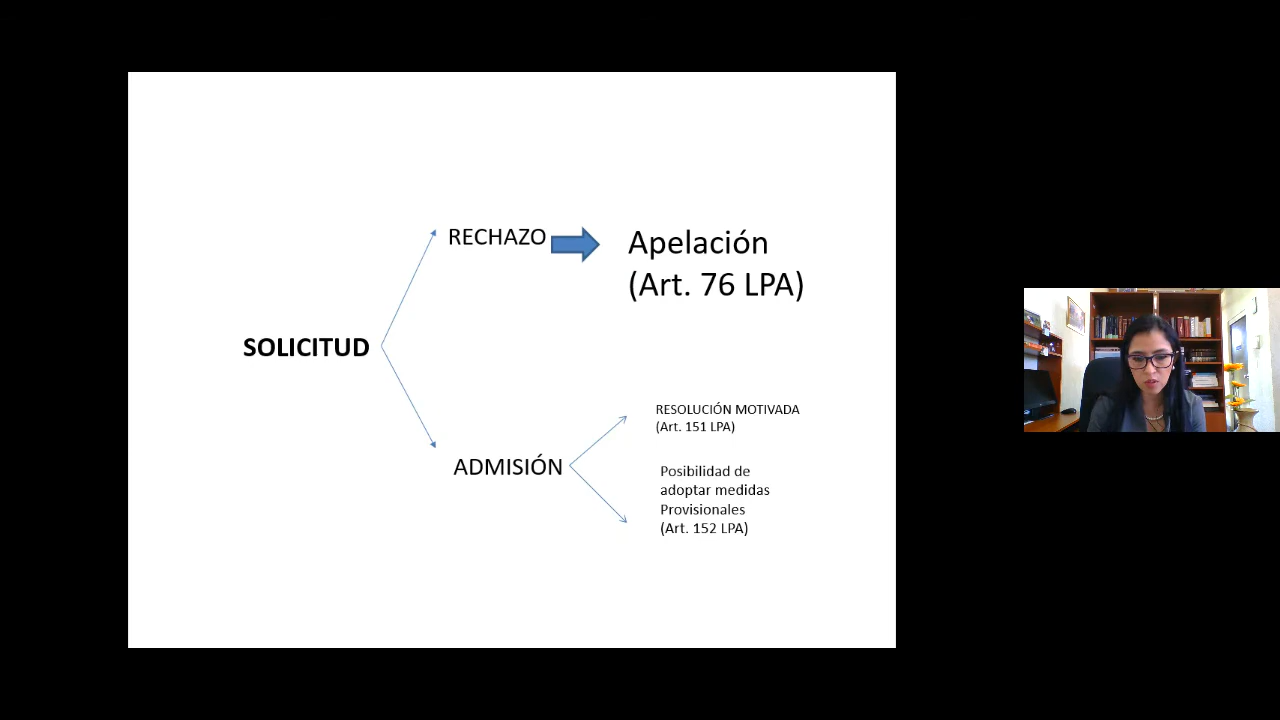 RECHAZO
Apelación
(Art. 76 LPA)
SOLICITUD
ADMISIÓN
RESOLUCIÓN MOTIVADA
(Art. 151 LPA)
Posibilidad de
adoptar medidas
Provisionales
(Art. 152 LPA)